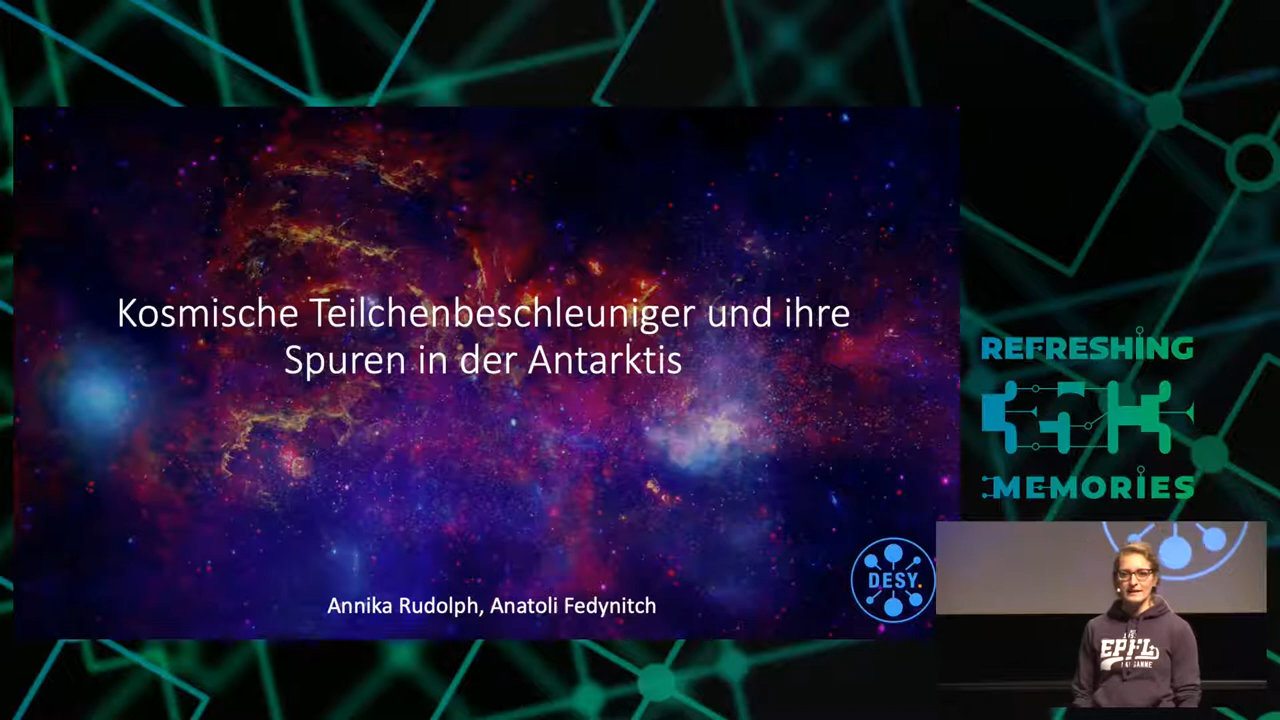 Kosmische Teilchenbeschleuniger und ihre
Spuren in der Antarktis
Annika Rudolph, Anatoli Fedynitch
DESY.
REFRESHING
MEMORIES
EPFL